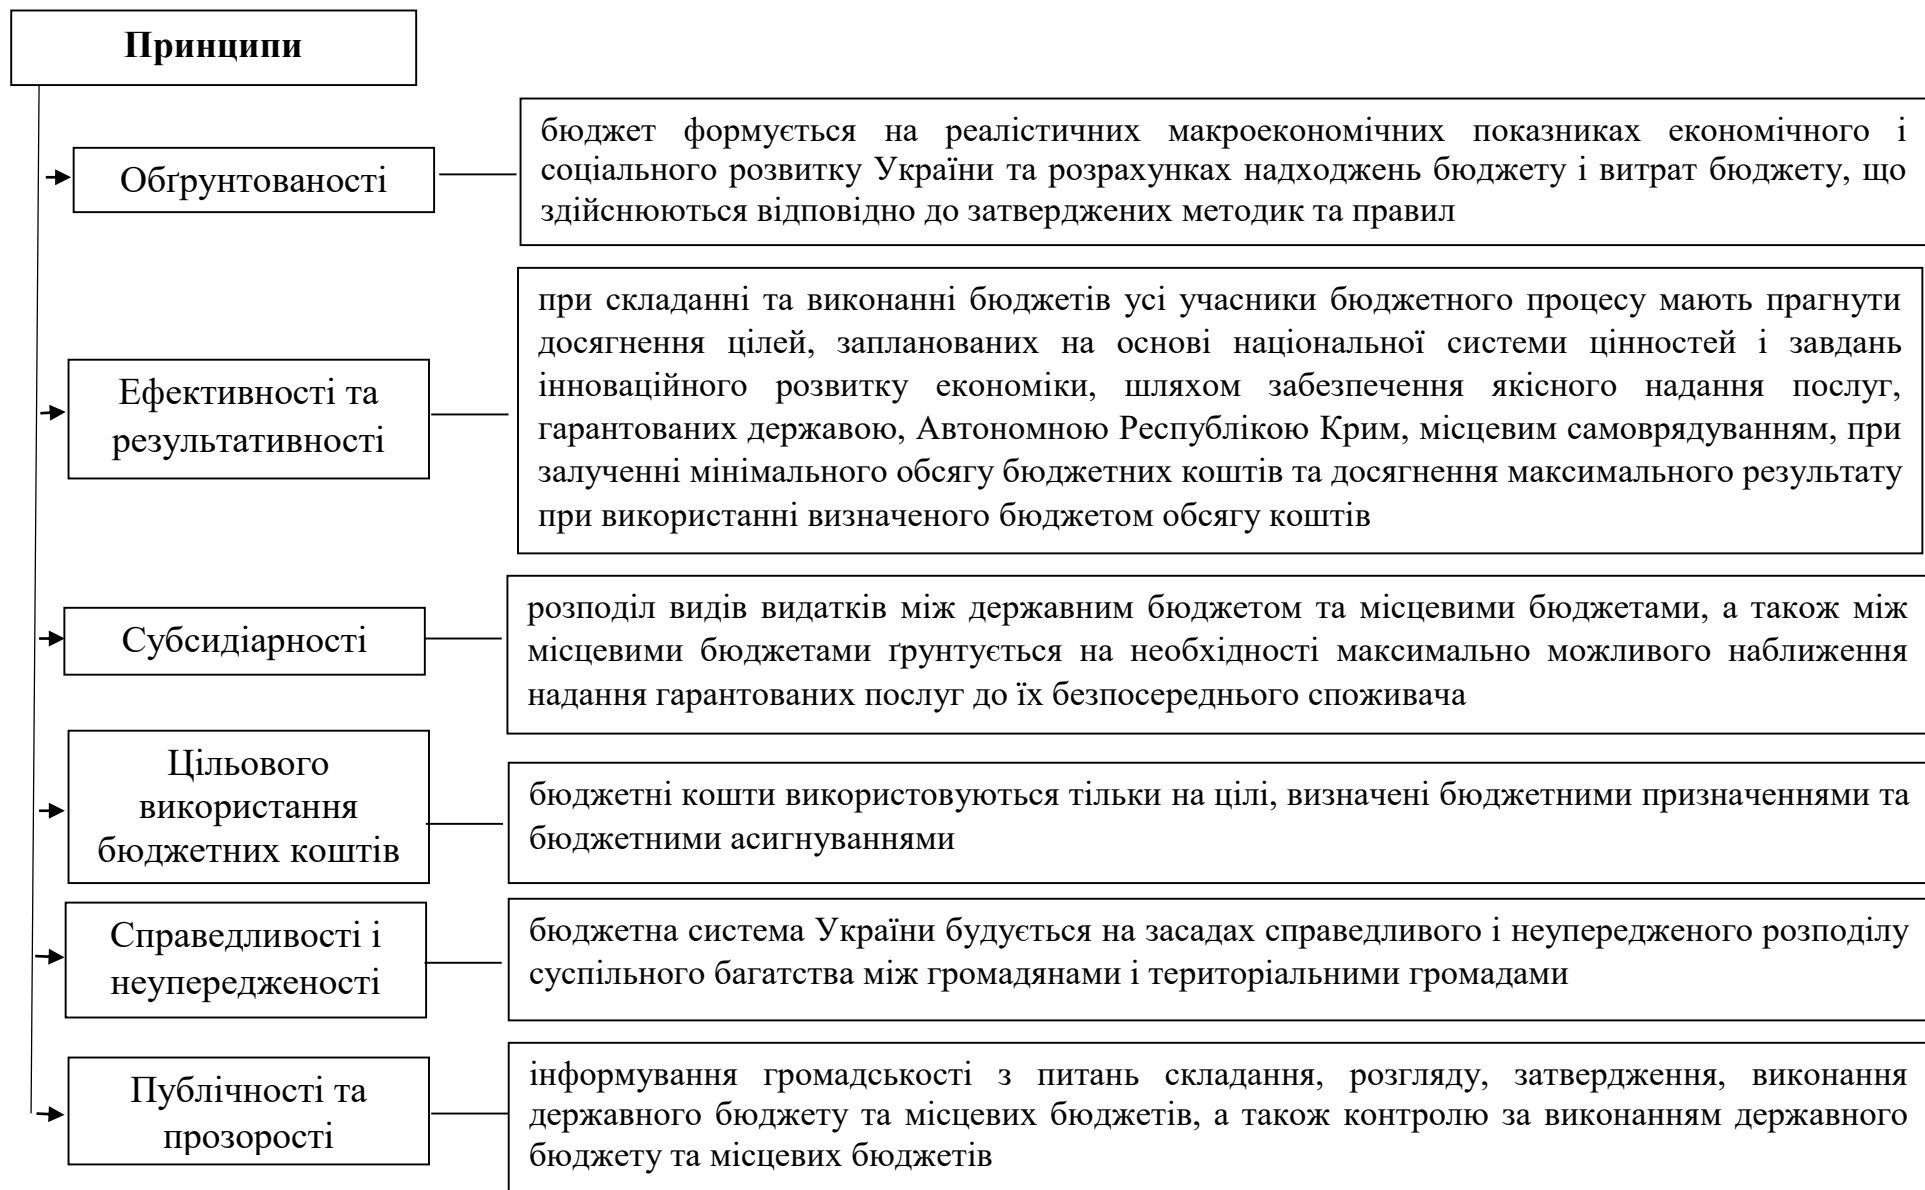 Принципи
Обґрунтованості
бюджет формується на реалістичних макроекономічних показниках економічного і
соціального розвитку України та розрахунках надходжень бюджету і витрат бюджету, що
здійснюються відповідно до затверджених методик та правил
Ефективності та
результативності
при складанні та виконанні бюджетів усі учасники бюджетного процесу мають прагнути
досягнення цілей, запланованих на основі національної системи цінностей і завдань
інноваційного розвитку економіки, шляхом забезпечення якісного надання послуг,
гарантованих державою, Автономною Республікою Крим, місцевим самоврядуванням, при
залученні мінімального обсягу бюджетних коштів та досягнення максимального результату
при використанні визначеного бюджетом обсягу коштів
Субсидіарності
розподіл видів видатків між державним бюджетом та місцевими бюджетами, а також між
місцевими бюджетами ґрунтується на необхідності максимально можливого наближення
надання гарантованих послуг до їх безпосереднього споживача
Цільового
використання
бюджетних коштів
бюджетні кошти використовуються тільки на цілі, визначені бюджетними призначеннями та
бюджетними асигнуваннями
Справедливості і
неупередженості
бюджетна система України будується на засадах справедливого і неупередженого розподілу
суспільного багатства між громадянами і територіальними громадами
Публічності та
прозорості
інформування громадськості з питань складання, розгляду, затвердження, виконання
державного бюджету та місцевих бюджетів, а також контролю за виконанням державного
бюджету та місцевих бюджетів